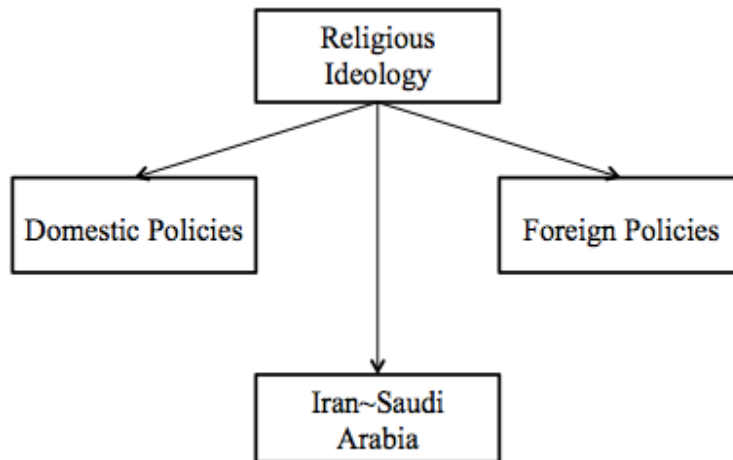 Religious
Ideology
Domestic Policies
Foreign Policies
Iran~Saudi
Arabia